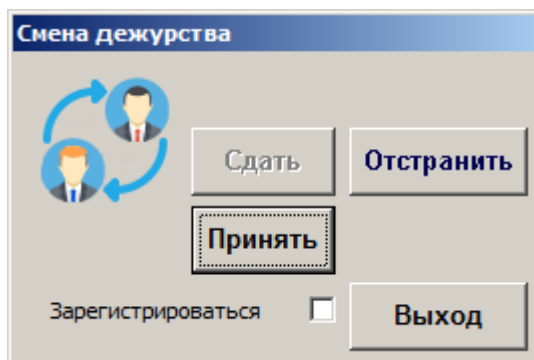 Смена дежурства
Сдать
Отстранить
Принять
Зарегистрироваться
Выход